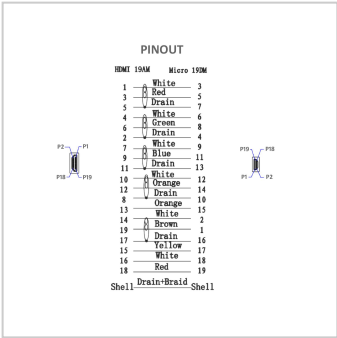 PINOUT
HDMI 19AM Micro 19DM
1 White 3
3 Red 5
5 Drain 7
4 White 6
6 Green 8
2 Drain 4
7 White 9
9 Blue 11
11 Drain 13
10 White 12
12 Orange 14
8 Drain 10
13 Orange 15
14 White 2
19 Brown 1
17 Drain 16
15 Yellow 17
16 White 18
18 Red 19
Shell Drain+Braid Shell
P2 P1
P18 P19
P19 P18
P1 P2